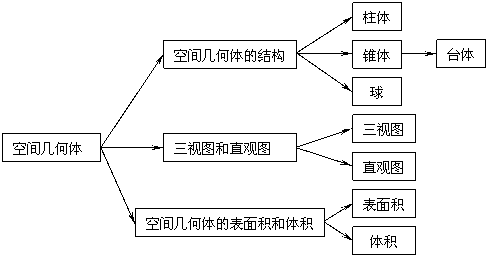 空间几何体
空间几何体的结构
柱体
锥体
台体
球
三视图和直观图
三视图
直观图
空间几何体的表面积和体积
表面积
体积